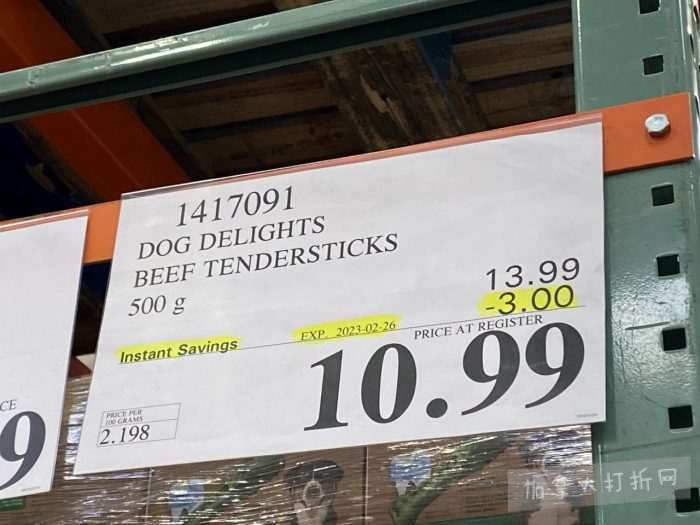 1417091
DOG DELIGHTS
BEEF TENDERSTICKS
500 g
13.99
-3.00
Instant Savings
EXP. 2023-02-26
PRICE AT REGISTER
10.99
PRICE PER
100 GRAMS
2.198
CE
9
加拿大打折网